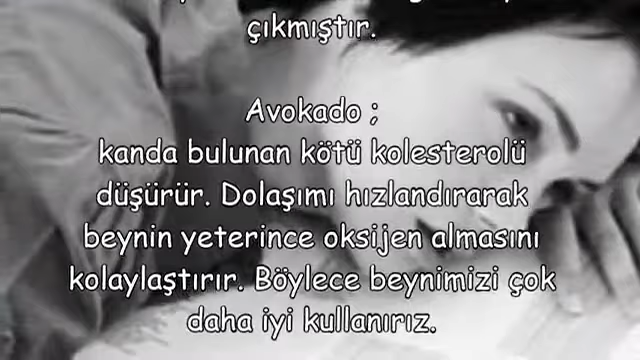 çıkmıştır.
Avokado ;
kanda bulunan kötü kolesterolü
düşürür. Dolaşımı hızlandırarak
beynin yeterince oksijen almasını
kolaylaştırır. Böylece beynimizi çok
daha iyi kullanırız.